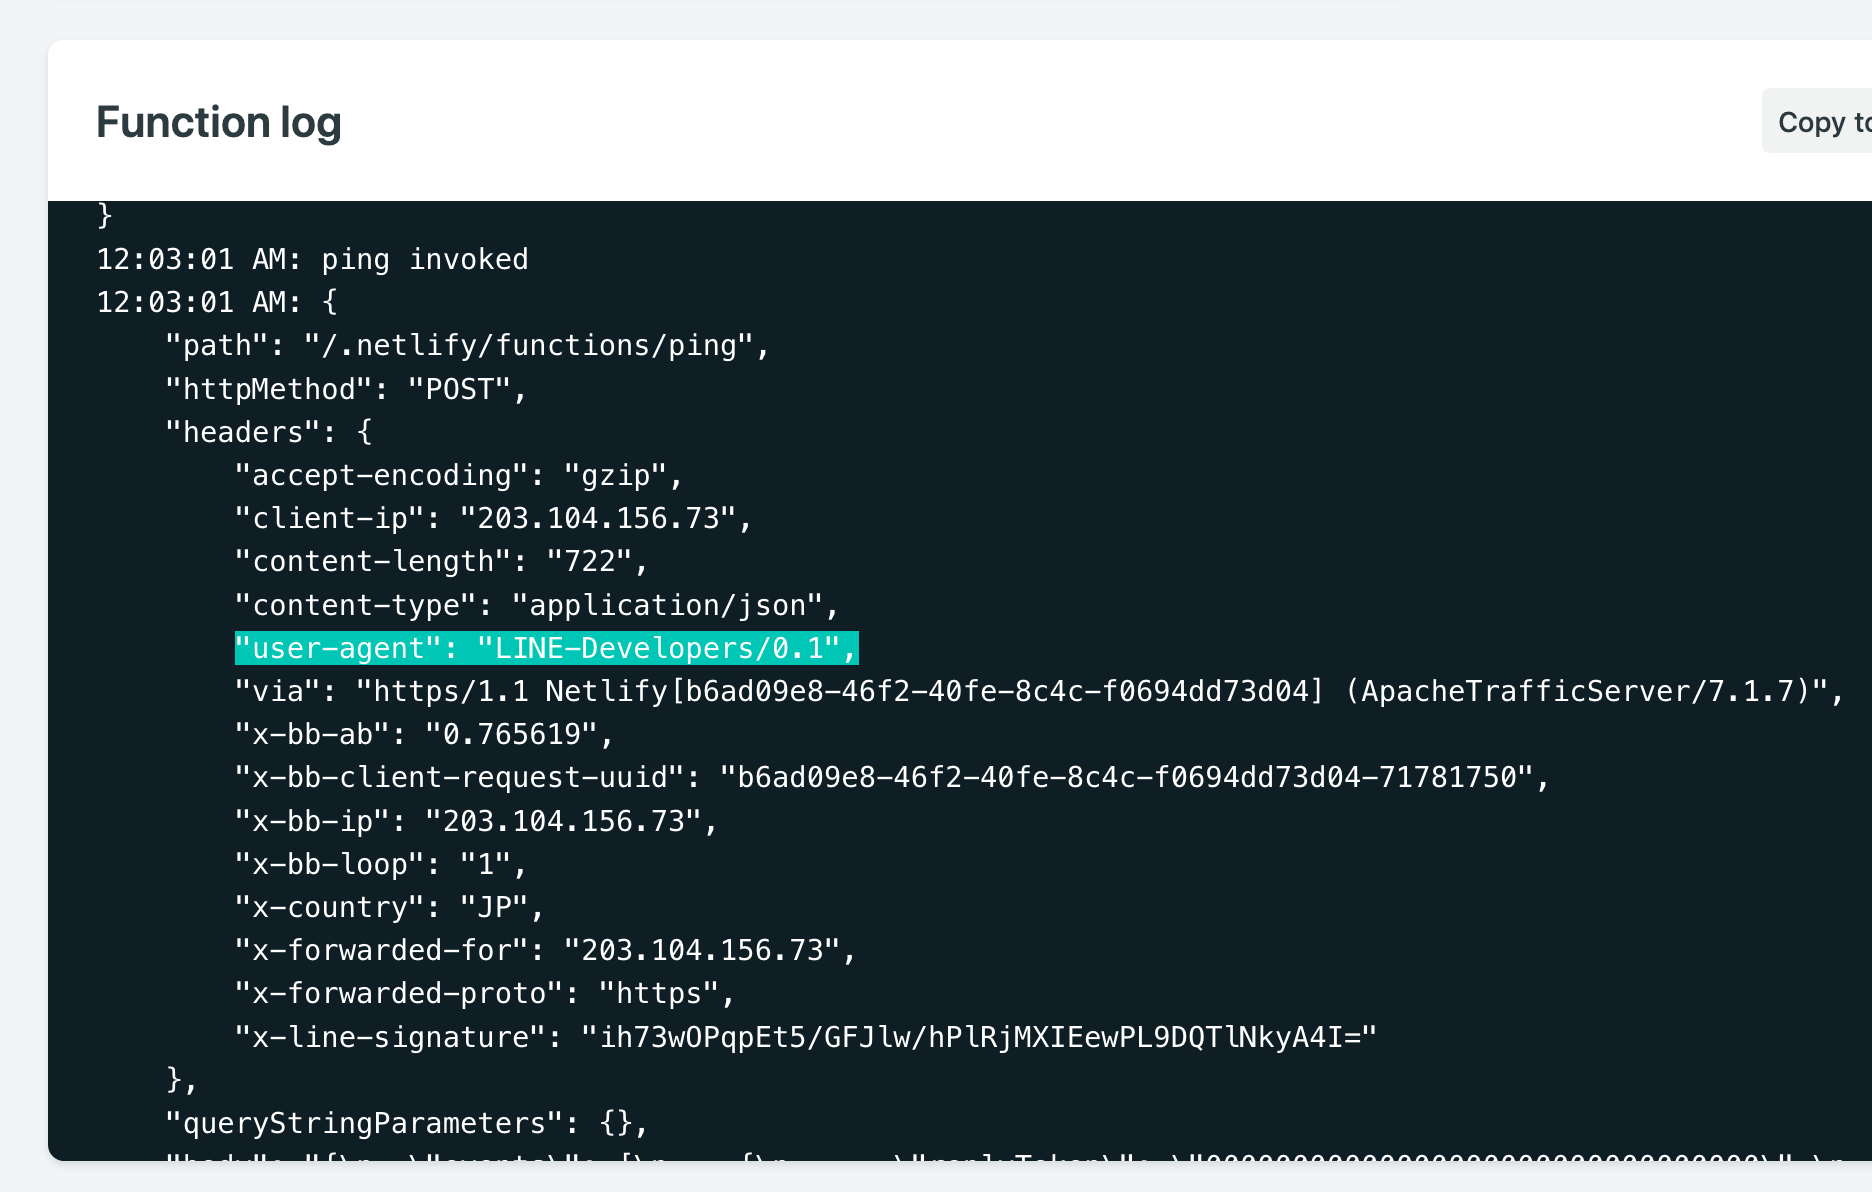 Function log
Copy to
}
12:03:01 AM: ping invoked
12:03:01 AM: {
"path": "/.netlify/functions/ping",
"httpMethod": "POST",
"headers": {
"accept-encoding": "gzip",
"client-ip": "203.104.156.73",
"content-length": "722",
"content-type": "application/json",
"user-agent": "LINE-Developers/0.1",
"via": "https/1.1 Netlify[b6ad09e8-46f2-40fe-8c4c-f0694dd73d04] (ApacheTrafficServer/7.1.7)",
"x-bb-ab": "0.765619",
"x-bb-client-request-uuid": "b6ad09e8-46f2-40fe-8c4c-f0694dd73d04-71781750",
"x-bb-ip": "203.104.156.73",
"x-bb-loop": "1",
"x-country": "JP",
"x-forwarded-for": "203.104.156.73",
"x-forwarded-proto": "https",
"x-line-signature": "ih73wOPqpEt5/GFJlw/hPlRjMXIEewPL9DQTlNkyA4I="
},
"queryStringParameters": {},